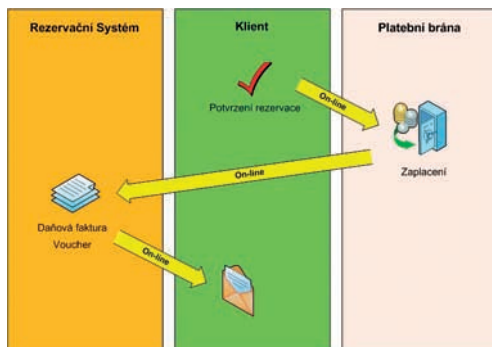 Rezervační Systém
Klient
Platební brána
Potvrzení rezervace
On-line
Zaplacení
On-line
Daňová faktura
Voucher
On-line